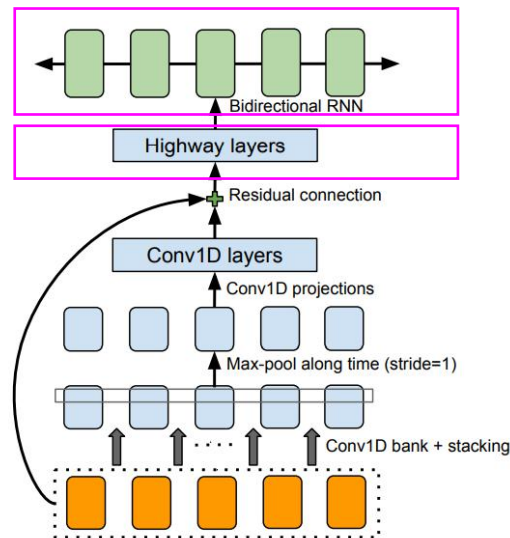 Bidirectional RNN
Highway layers
Residual connection
Conv1D layers
Conv1D projections
Max-pool along time (stride=1)
Conv1D bank + stacking